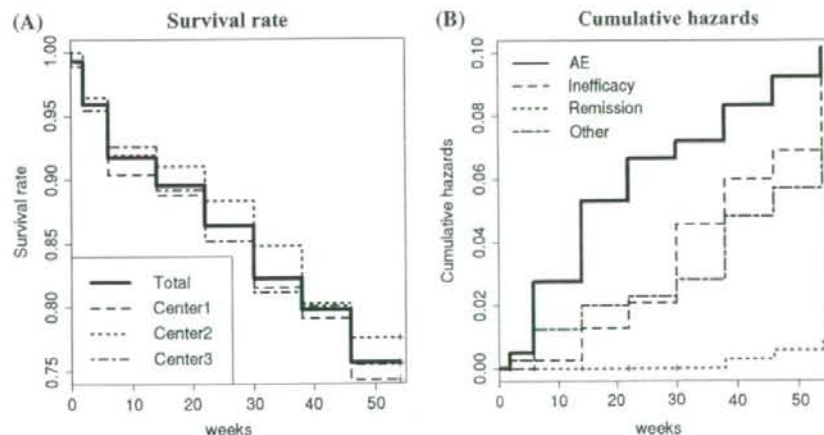 (A) Survival rate
Survival rate
1.00
0.95
0.90
0.85
0.80
0.75
Total
Center1
Center2
Center3
0 10 20 30 40 50
weeks
(B) Cumulative hazards
Cumulative hazards
0.10
0.08
0.06
0.04
0.02
0.00
AE
Inefficacy
Remission
Other
0 10 20 30 40 50
weeks